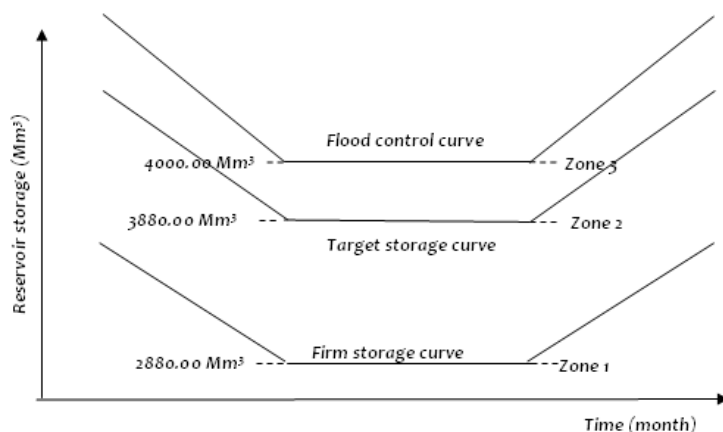 Reservoir storage (Mm³)
Flood control curve
4000.00 Mm³
Zone 3
3880.00 Mm³
Zone 2
Target storage curve
Firm storage curve
2880.00 Mm³
Zone 1
Time (month)